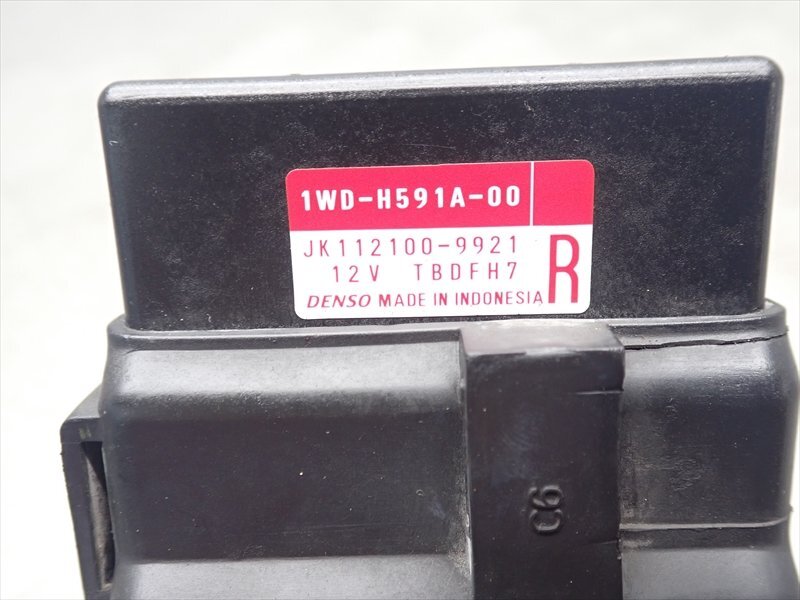 1WD-H591A-00
JK112100-9921
12V TBDFH7
R
DENSO MADE IN INDONESIA
C6